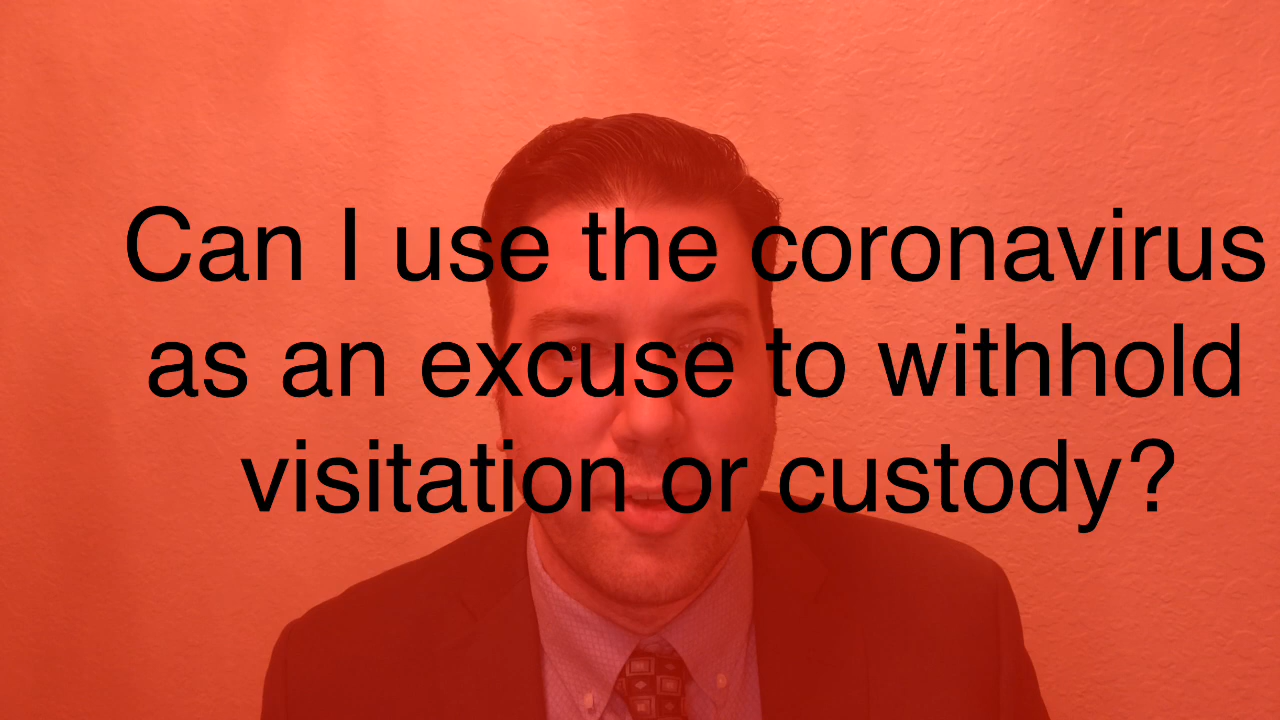 Can I use the coronavirus
as an excuse to withhold
visitation or custody?